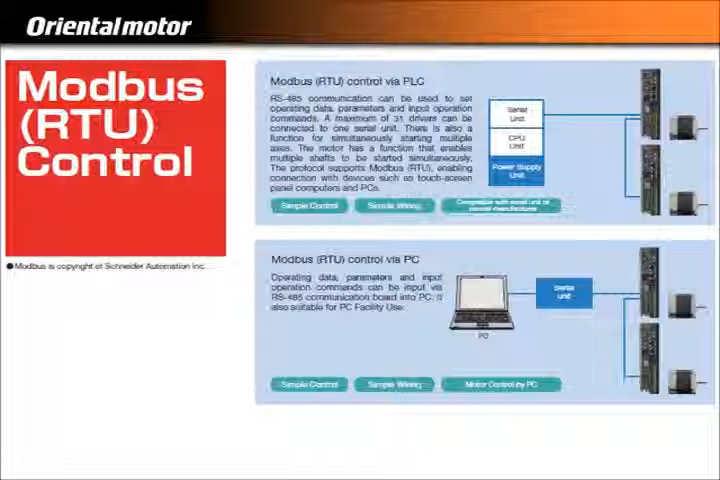 Orientalmotor
Modbus
(RTU)
Control
●Modbus is copyright of Schneider Automation Inc.
Modbus (RTU) control via PLC
RS-485 communication can be used to set
operating data, parameters and input operation
commands. A maximum of 31 drivers can be
connected to one serial unit. There is also a
function for simultaneously starting multiple
axes. The motor has a function that enables
multiple shafts to be started simultaneously.
The protocol supports Modbus (RTU), enabling
connection with devices such as touch-screen
panel computers and PCs.
Serial
Unit
CPU
Unit
Power Supply
Unit
Simple Control
Simple Wiring
Compatible with serial unit of
Modbus (RTU) control via PC
Operating data, parameters and input
operation commands can be input via
RS-485 communication board into PC. It
also suitable for PC Facility Use.
PC
Serial
unit
Simple Control
Simple Wiring
Motor Control by PC